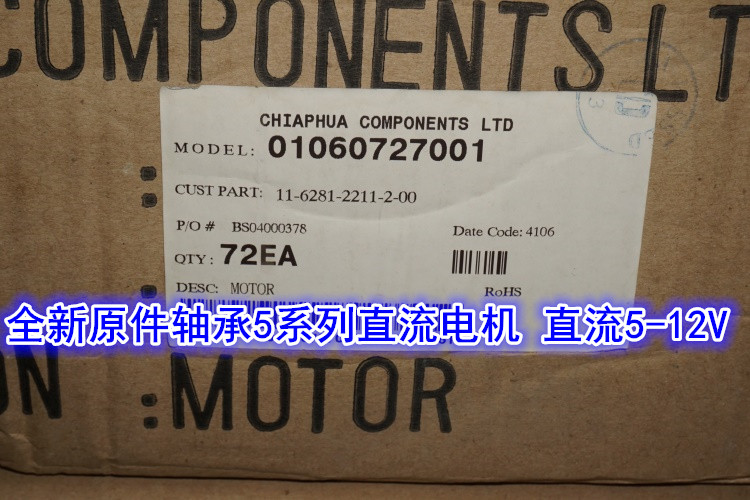 COMPONENTS LT
CHIAPHUA COMPONENTS LTD
MODEL: 01060727001
CUST PART: 11-6281-2211-2-00
P/O # BS04000378
Date Code: 4106
QTY: 72EA
DESC: MOTOR
RoHS
全新原件轴承5系列直流电机 直流5-12V
ON :MOTOR